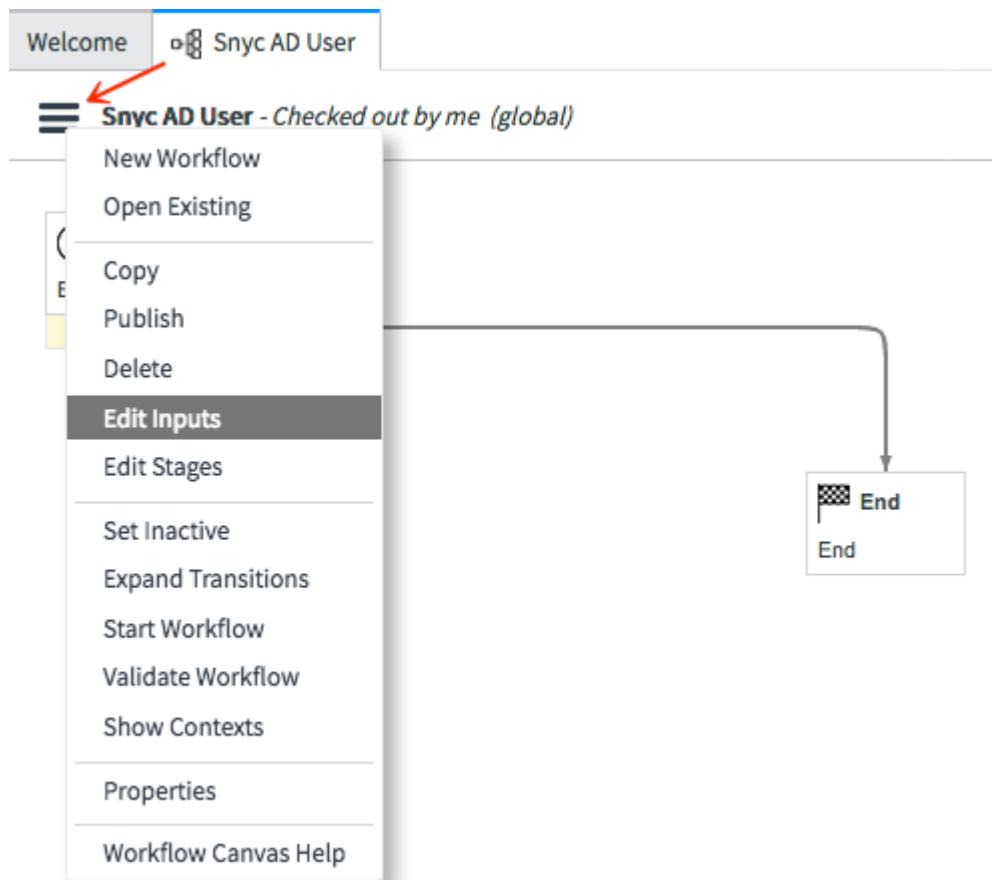 Welcome
Snyc AD User
Snyc AD User - Checked out by me (global)
New Workflow
Open Existing
Copy
Publish
Delete
Edit Inputs
Edit Stages
Set Inactive
Expand Transitions
Start Workflow
Validate Workflow
Show Contexts
Properties
Workflow Canvas Help
End
End